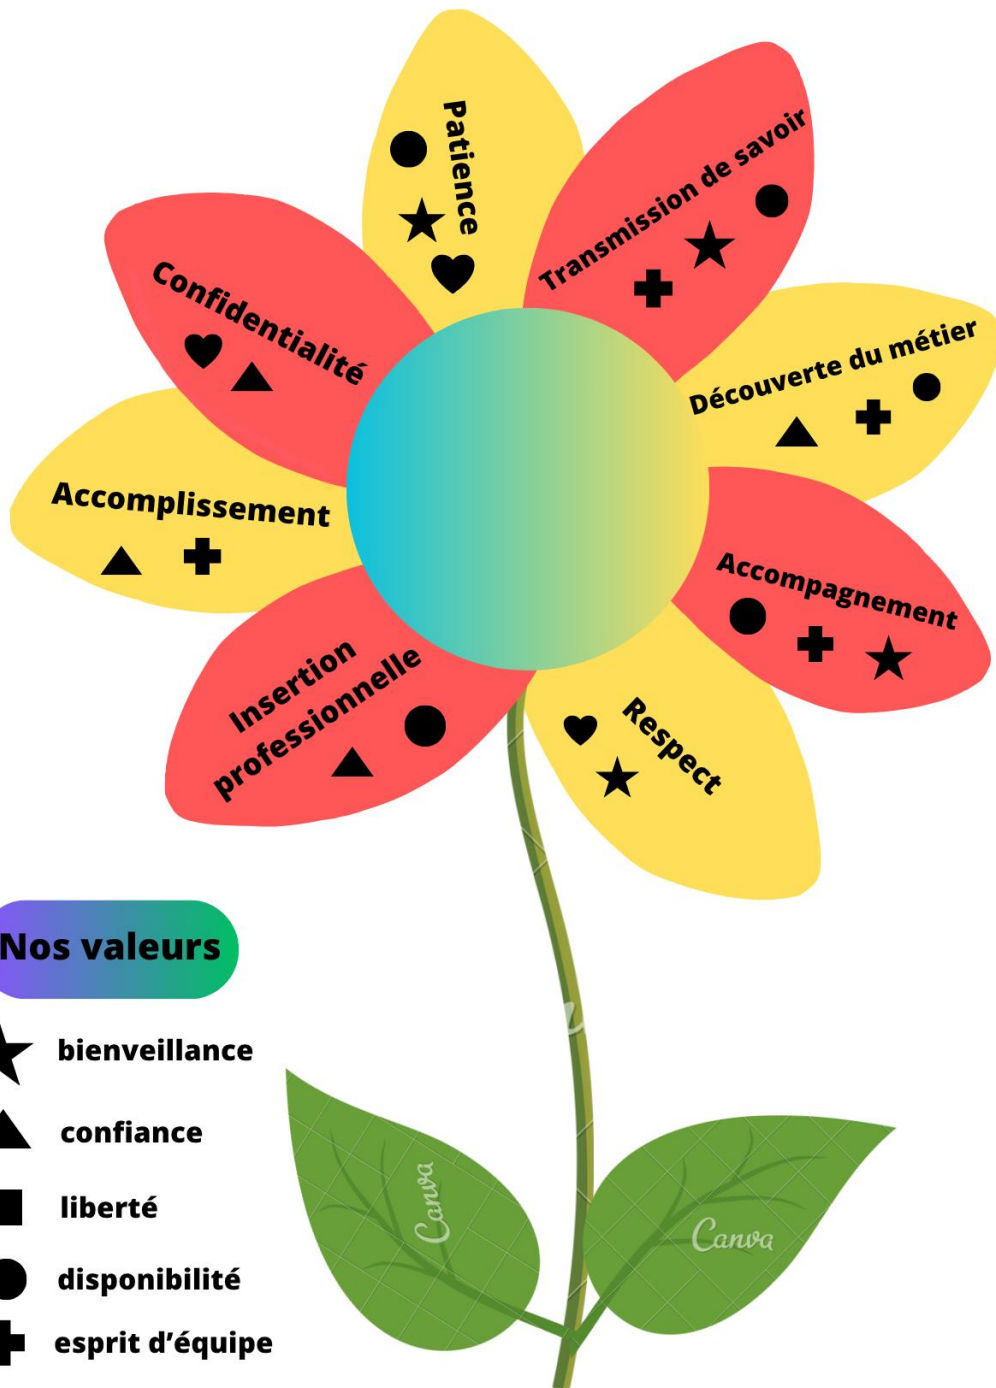 Patience
Transmission de savoir
Confidentialité
Découverte du métier
Accomplissement
Accompagnement
Insertion
professionnelle
Respect
Nos valeurs
bienveillance
confiance
liberté
disponibilité
esprit d'équipe
Canva
Canva